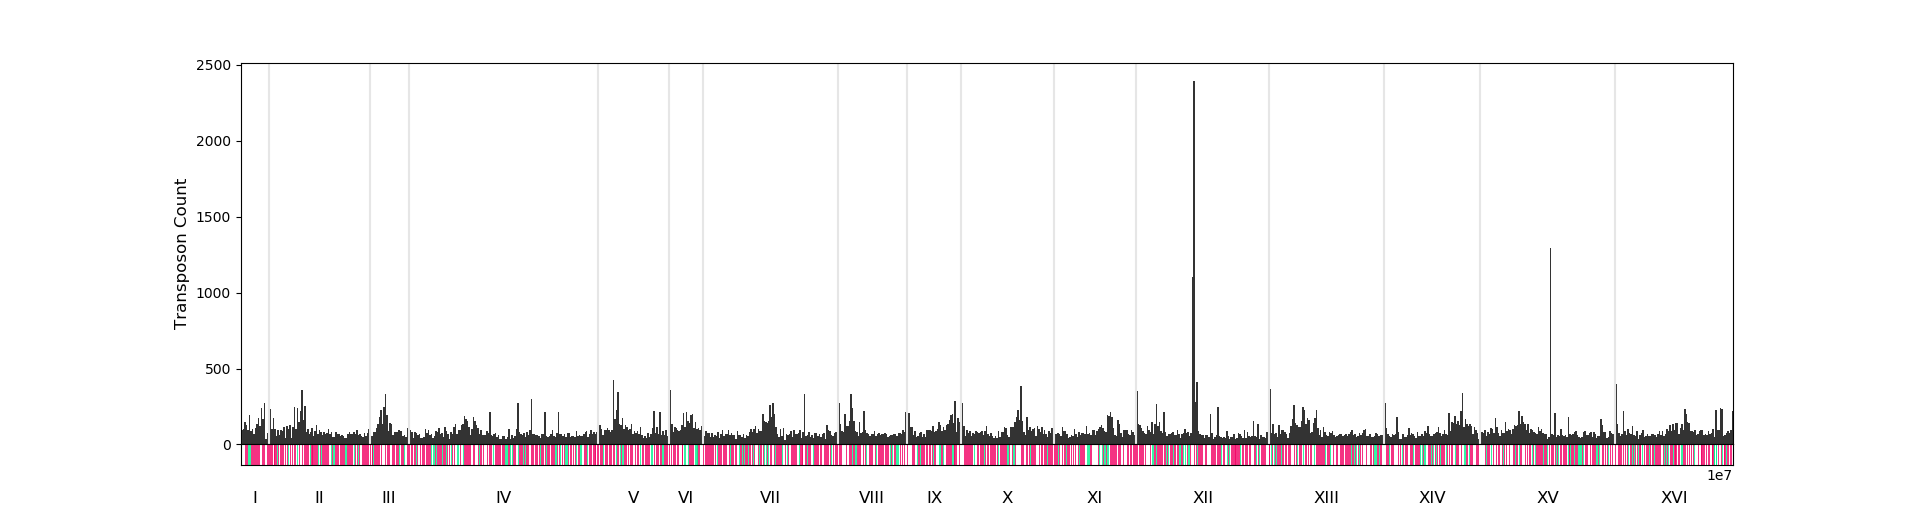 2500
2000
1500
1000
500
0
Transposon Count
1e7
I II III IV V VI VII VIII IX X XI XII XIII XIV XV XVI